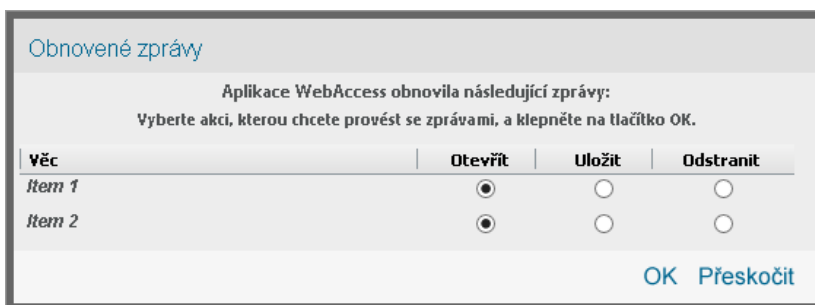 Obnovené zprávy
Aplikace WebAccess obnovila následující zprávy:
Vyberte akci, kterou chcete provést se zprávami, a klepněte na tlačítko OK.
Věc Otevřít Uložit Odstranit
Item 1
Item 2
OK Přeskočit